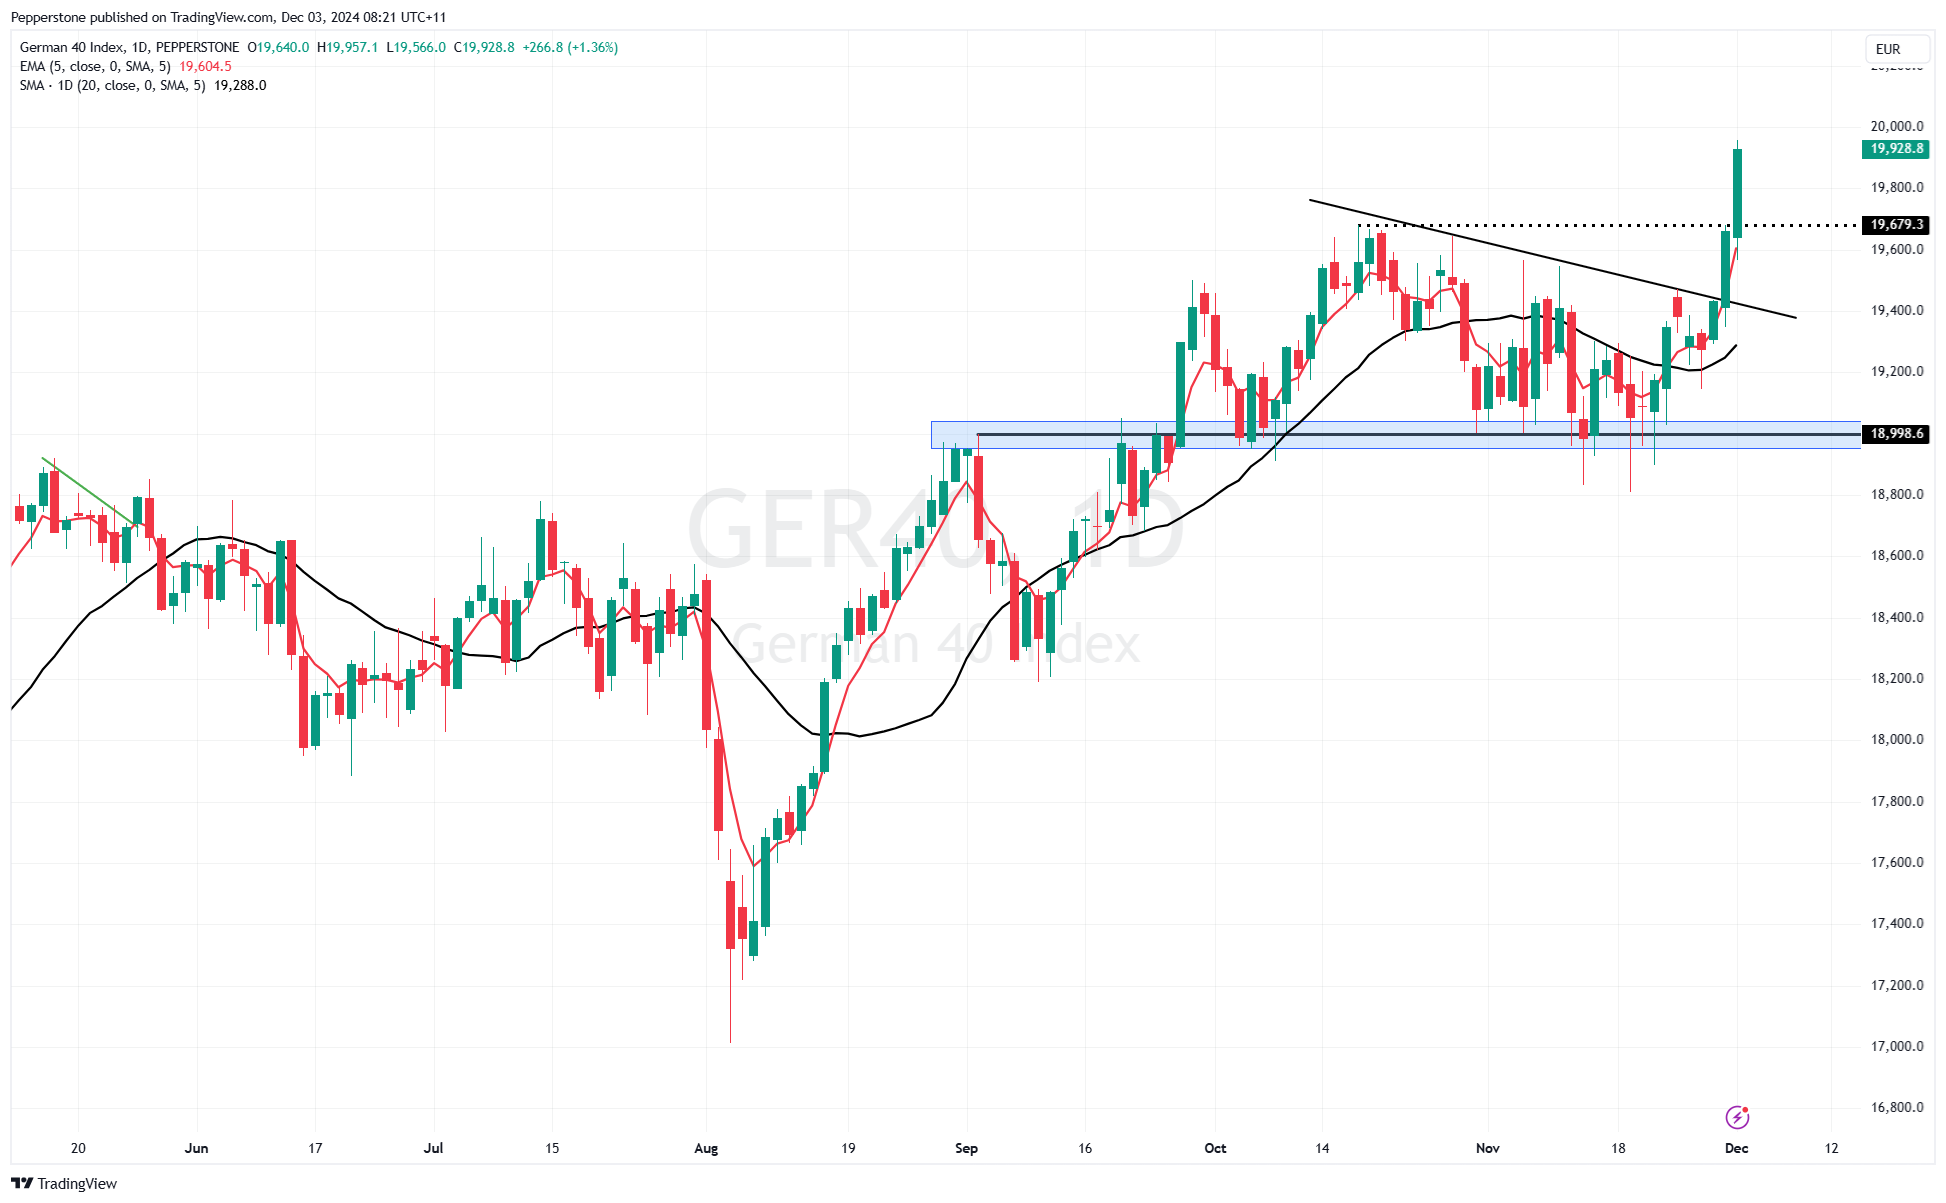 Pepperstone published on TradingView.com, Dec 03, 2024 08:21 UTC+11
German 40 Index, 1D, PEPPERSTONE O19,640.0 H19,957.1 L19,566.0 C19,928.8 +266.8 (+1.36%)
EMA (5, close, 0, SMA, 5) 19,604.5
SMA · 1D (20, close, 0, SMA, 5) 19,288.0
EUR
20,000.0
19,928.8
19,800.0
19,679.3
19,600.0
19,400.0
19,200.0
18,998.6
18,800.0
18,600.0
18,400.0
18,200.0
18,000.0
17,800.0
17,600.0
17,400.0
17,200.0
17,000.0
16,800.0
GER40, 1D
German 40 Index
20 Jun 17 Jul 15 Aug 19 Sep 16 Oct 14 Nov 18 Dec 12
TradingView